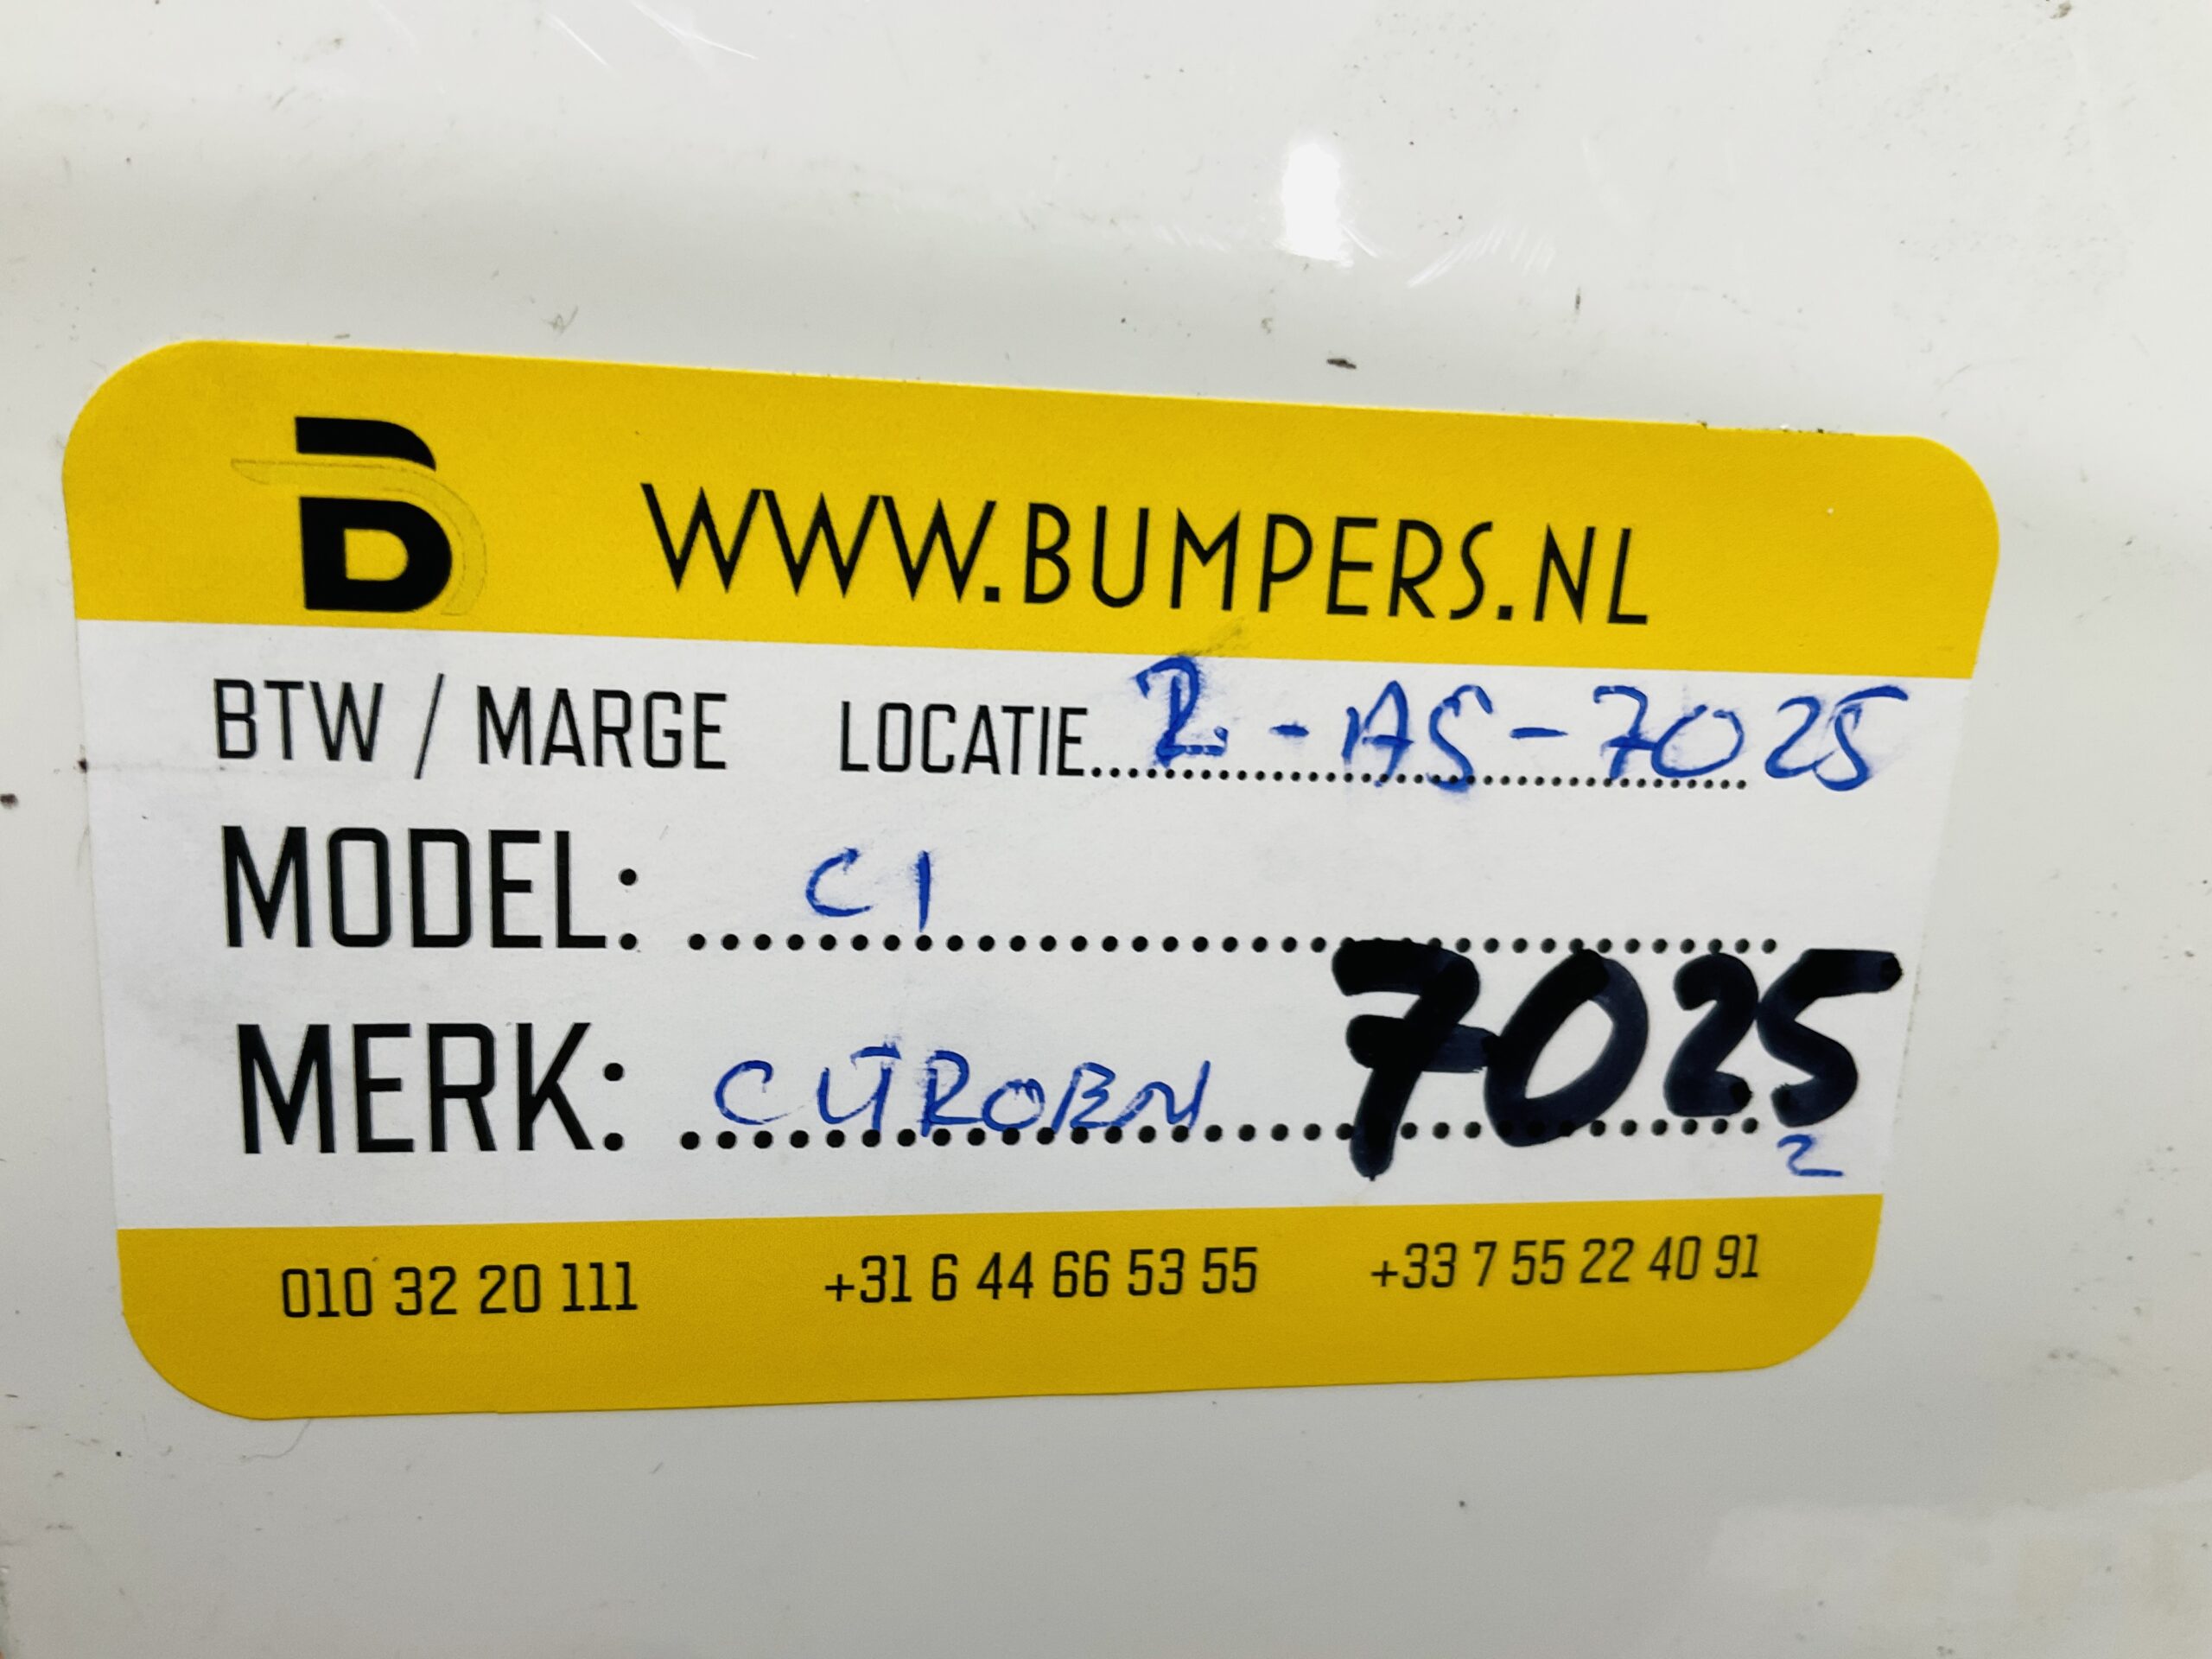 B WWW.BUMPERS.NL
BTW / MARGE LOCATIE.......... 2-AS-7025
MODEL: .......... C1
MERK: .......... CITROEN 7025
2
010 32 20 111 +31 6 44 66 53 55 +33 7 55 22 40 91